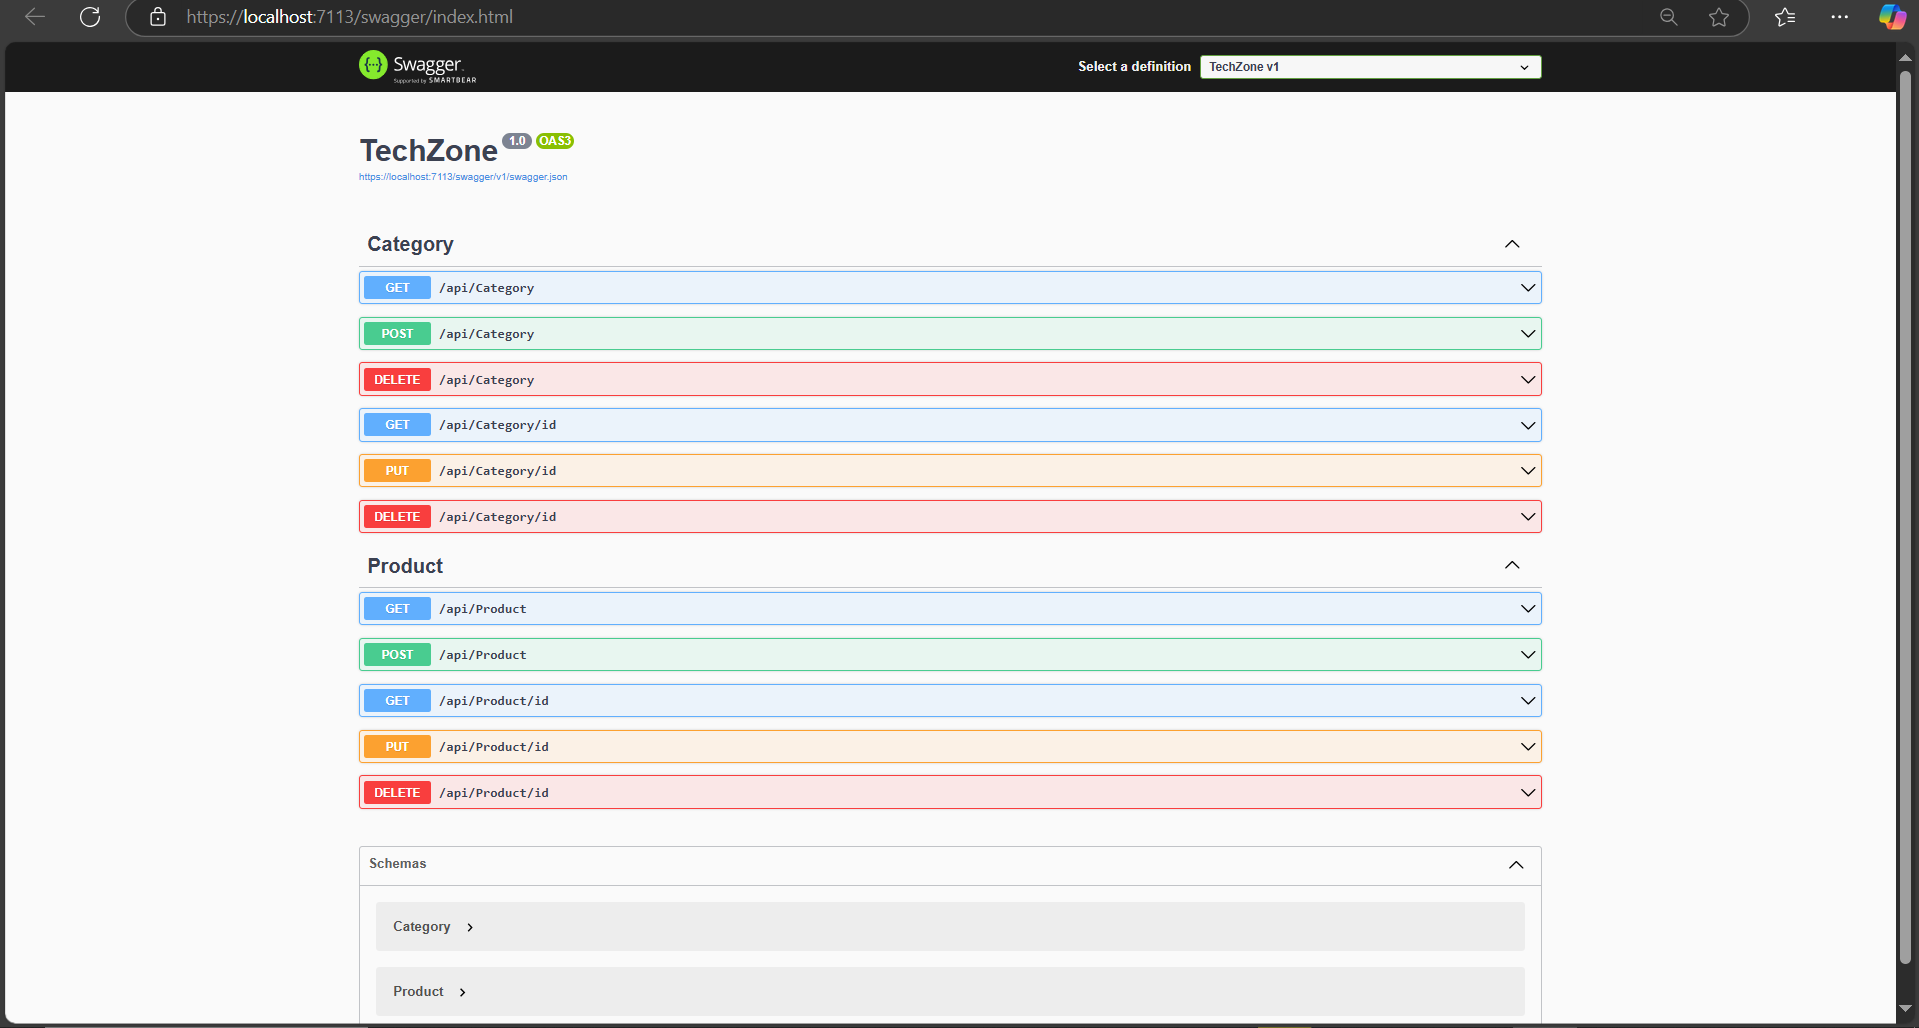 https://localhost:7113/swagger/index.html
{···} Swagger.
Supported by SMARTBEAR
Select a definition
TechZone v1
TechZone 1.0 OAS3
https://localhost:7113/swagger/v1/swagger.json
Category
GET /api/Category
POST /api/Category
DELETE /api/Category
GET /api/Category/id
PUT /api/Category/id
DELETE /api/Category/id
Product
GET /api/Product
POST /api/Product
GET /api/Product/id
PUT /api/Product/id
DELETE /api/Product/id
Schemas
Category
Product